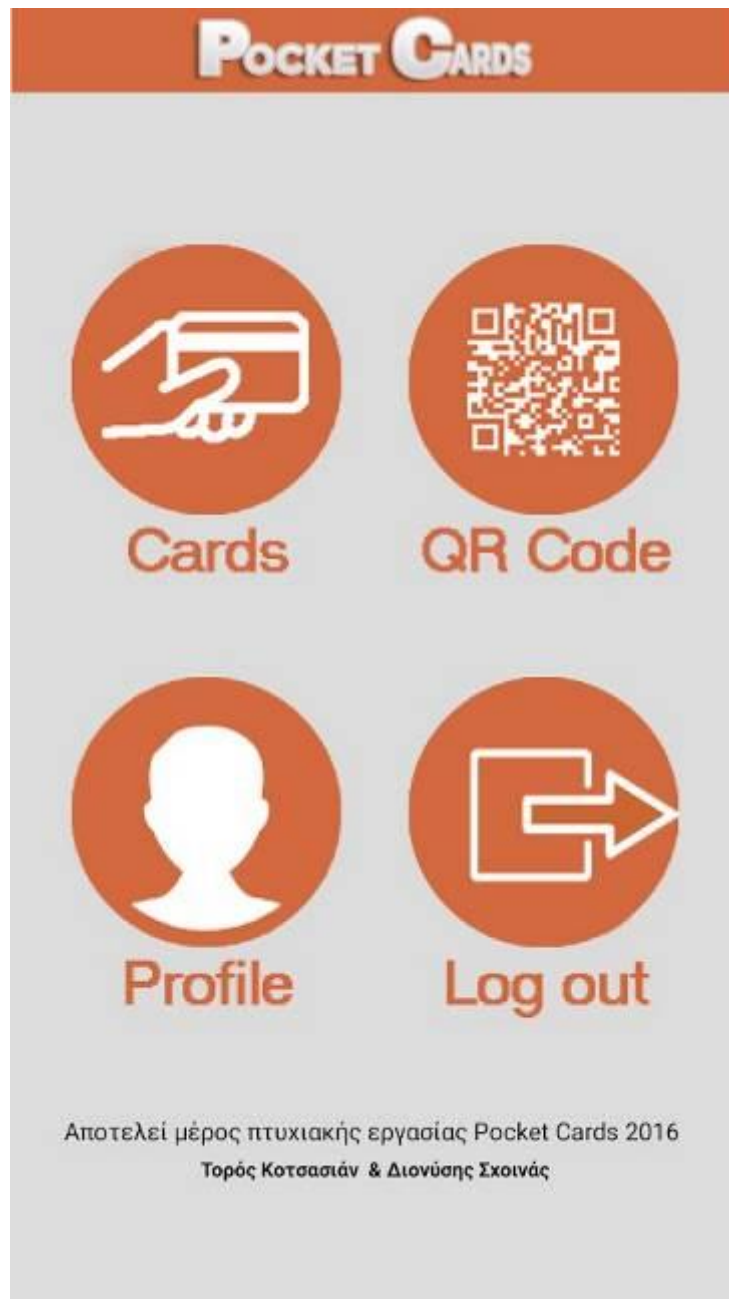 POCKET CARDS
Cards
QR Code
Profile
Log out
Αποτελεί μέρος πτυχιακής εργασίας Pocket Cards 2016
Τορός Κοτσασιάν & Διονύσης Σχοινάς